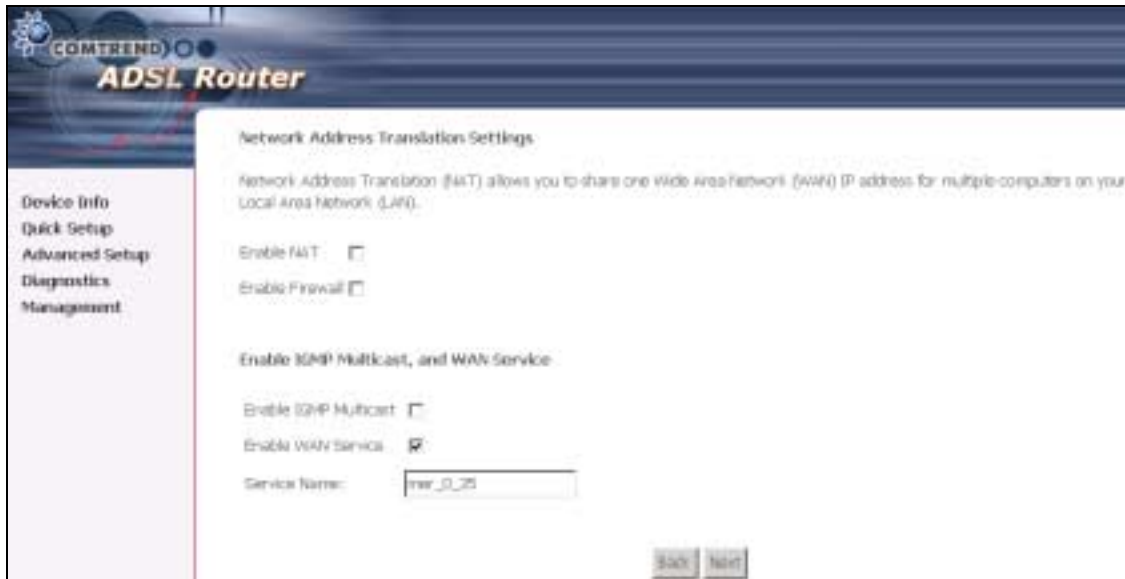 COMTREND
ADSL Router
Device Info
Quick Setup
Advanced Setup
Diagnostics
Management
Network Address Translation Settings
Network Address Translation (NAT) allows you to share one Wide Area Network (WAN) IP address for multiple computers on your
Local Area Network (LAN).
Enable NAT
Enable Firewall
Enable IGMP Multicast, and WAN Service
Enable IGMP Multicast
Enable WAN Service
Service Name: mer_0_35
Back Next